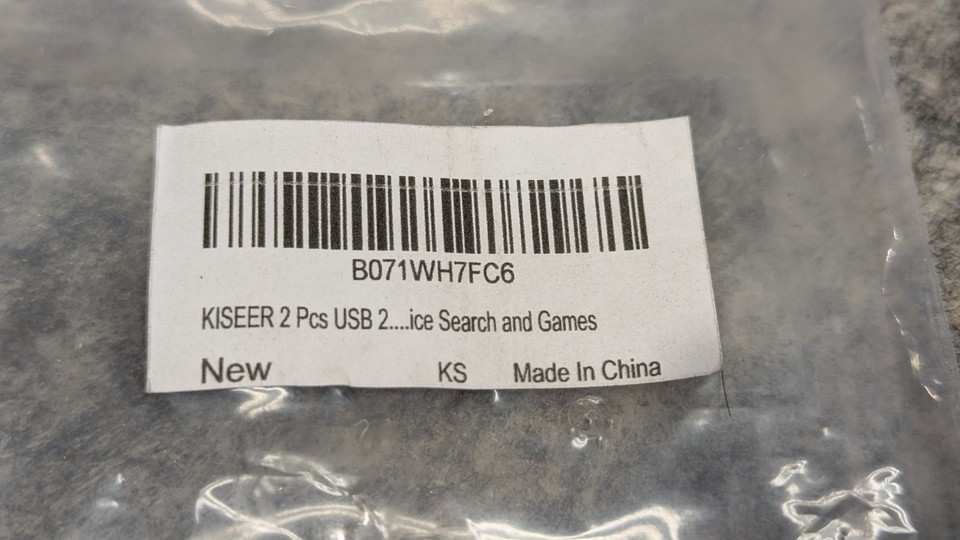 B071WH7FC6
KISEER 2 Pcs USB 2....ice Search and Games
New KS Made In China